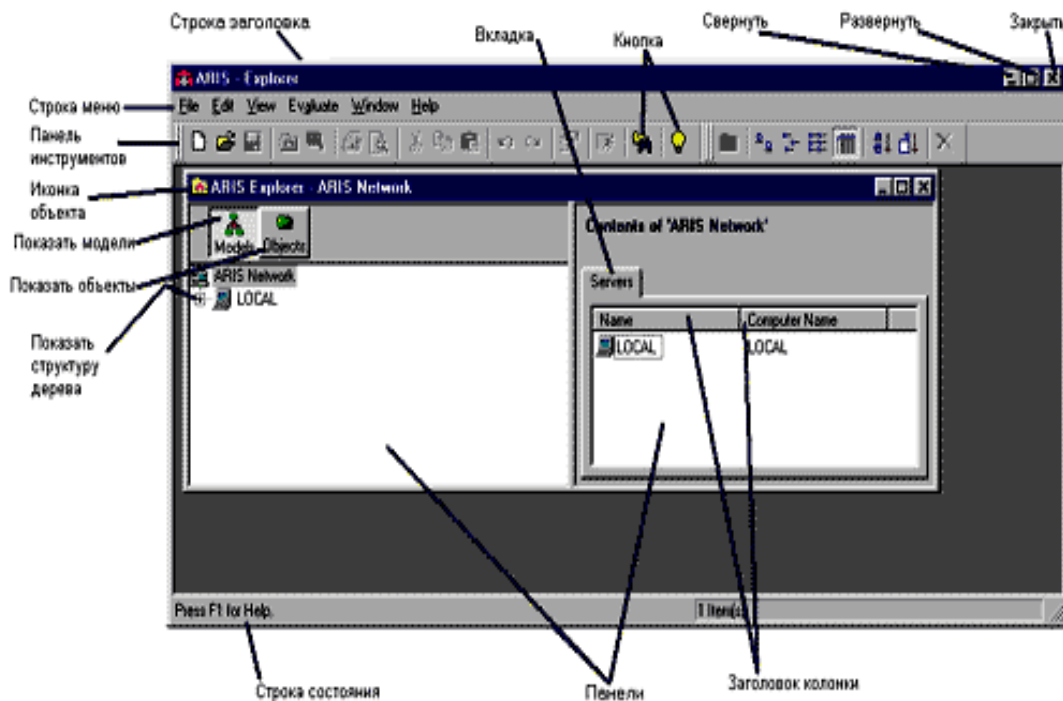 Строка заголовка
Вкладка
Кнопка
Свернуть
Развернуть
Закрыть
ARIS - Explorer
Строка меню
File Edit View Evaluate Window Help
Панель
инструментов
Иконка
объекта
ARIS Explorer - ARIS Network
Показать модели
Models Objects
Contents of 'ARIS Network'
Показать объекты
ARIS Network
LOCAL
Servers
Name Computer Name
LOCAL LOCAL
Показать
структуру
дерева
Press F1 for Help.
1 Item(s)
Строка состояния
Панели
Заголовок колонки